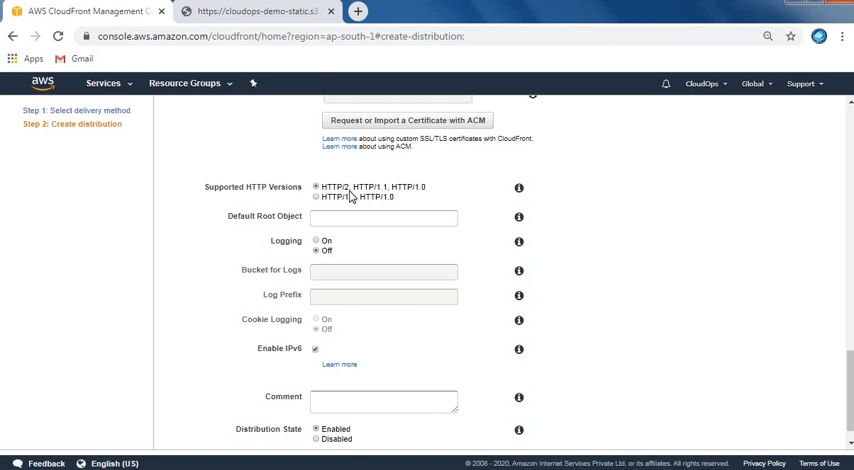 AWS CloudFront Management C
https://cloudops-demo-static.s3.
console.aws.amazon.com/cloudfront/home?region=ap-south-1#create-distribution:
Apps
Gmail
aws
Services
Resource Groups
CloudOps
Global
Support
Step 1: Select delivery method
Step 2: Create distribution
Request or Import a Certificate with ACM
Learn more about using custom SSL/TLS certificates with CloudFront.
Learn more about using ACM.
Supported HTTP Versions
HTTP/2, HTTP/1.1, HTTP/1.0
HTTP/1 HTTP/1.0
Default Root Object
Logging
On
Off
Bucket for Logs
Log Prefix
Cookie Logging
On
Off
Enable IPv6
Learn more
Comment
Distribution State
Enabled
Disabled
Feedback
English (US)
© 2008 - 2020, Amazon Internet Services Private Ltd. or its affiliates. All rights reserved.
Privacy Policy
Terms of Use